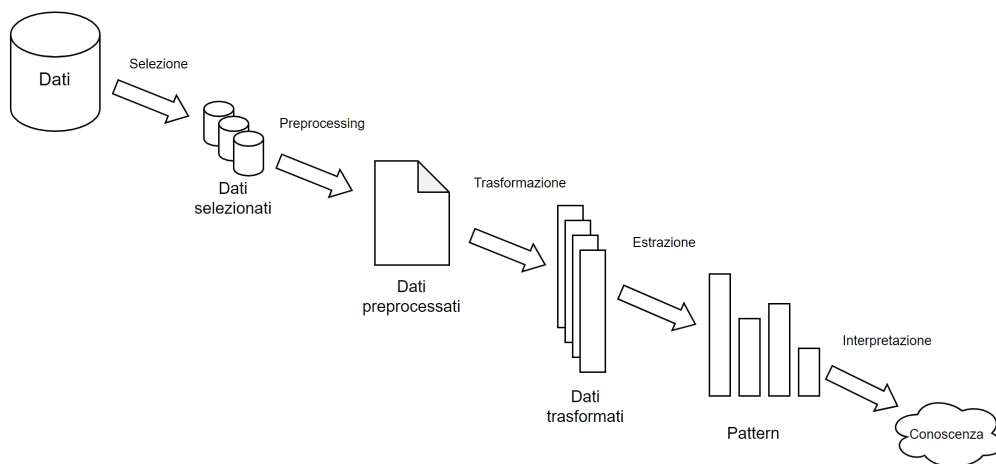 Dati
Selezione
Dati
selezionati
Preprocessing
Dati
preprocessati
Trasformazione
Dati
trasformati
Estrazione
Pattern
Interpretazione
Conoscenza